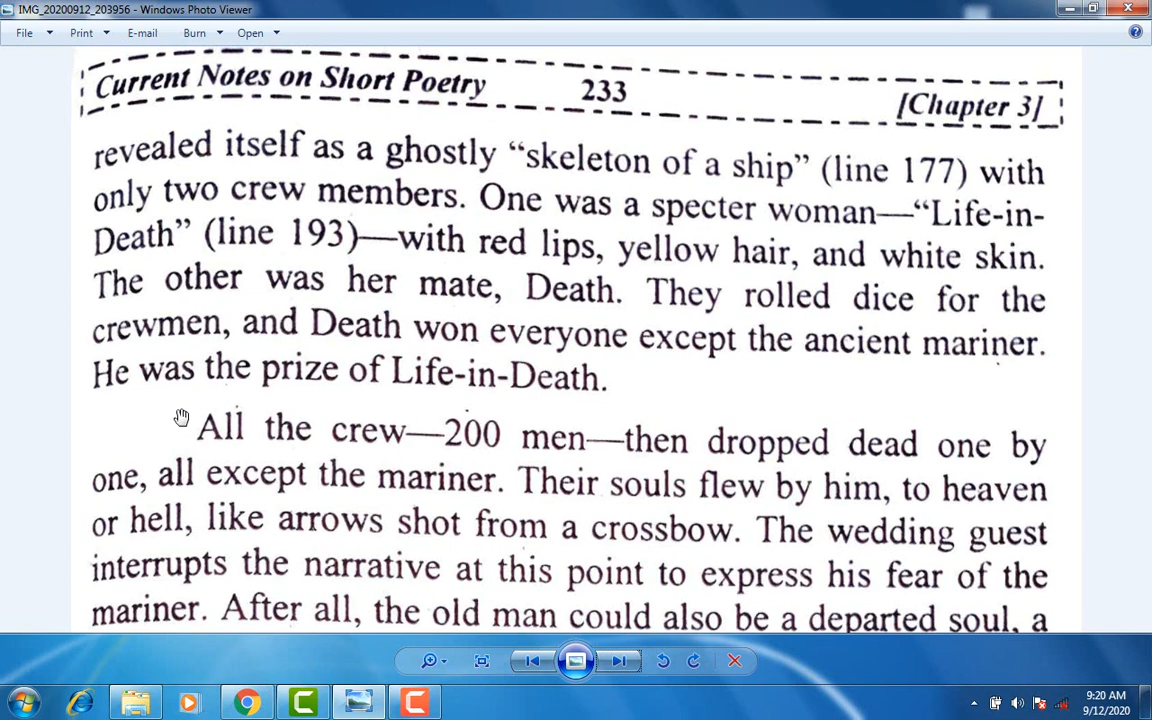 IMG_20200912_203956 - Windows Photo Viewer
File Print E-mail Burn Open
Current Notes on Short Poetry 233 [Chapter 3]
revealed itself as a ghostly “skeleton of a ship” (line 177) with
only two crew members. One was a specter woman—“Life-in-
Death” (line 193)—with red lips, yellow hair, and white skin.
The other was her mate, Death. They rolled dice for the
crewmen, and Death won everyone except the ancient mariner.
He was the prize of Life-in-Death.
All the crew—200 men—then dropped dead one by
one, all except the mariner. Their souls flew by him, to heaven
or hell, like arrows shot from a crossbow. The wedding guest
interrupts the narrative at this point to express his fear of the
mariner. After all, the old man could also be a departed soul, a
9:20 AM
9/12/2020